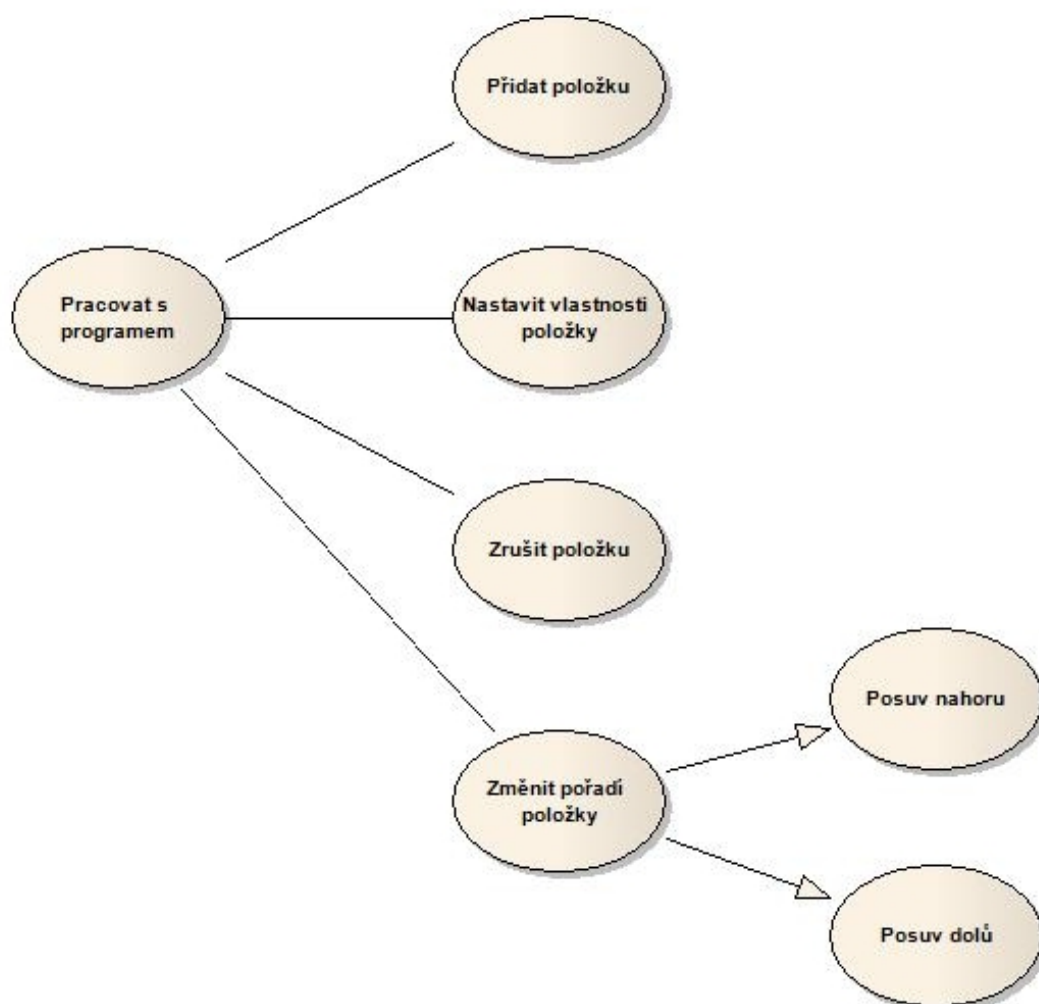 Přidat položku
Pracovat s
programem
Nastavit vlastnosti
položky
Zrušit položku
Změnit pořadí
položky
Posuv nahoru
Posuv dolů